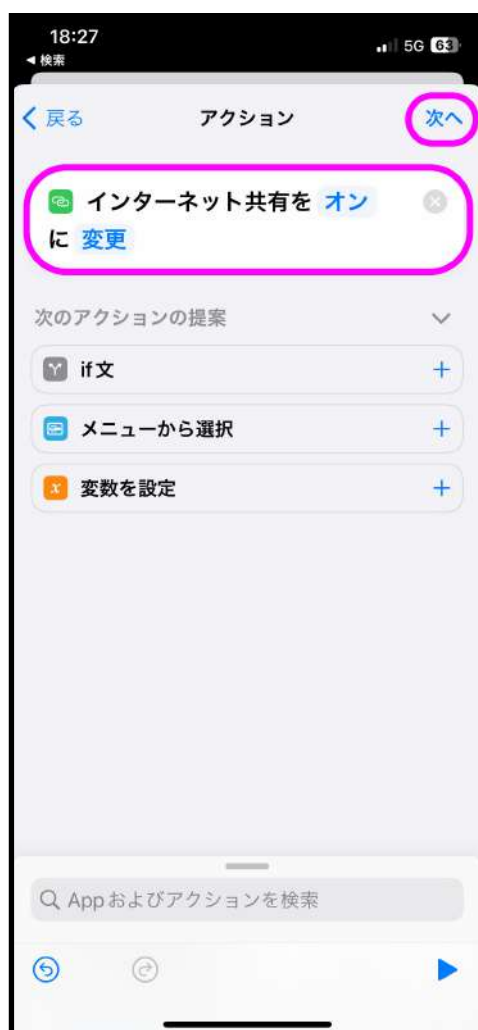 18:27
5G 63
◀検索
戻る アクション 次へ
インターネット共有を オン
に 変更
次のアクションの提案
if文
メニューから選択
x 変数を設定
Appおよびアクションを検索